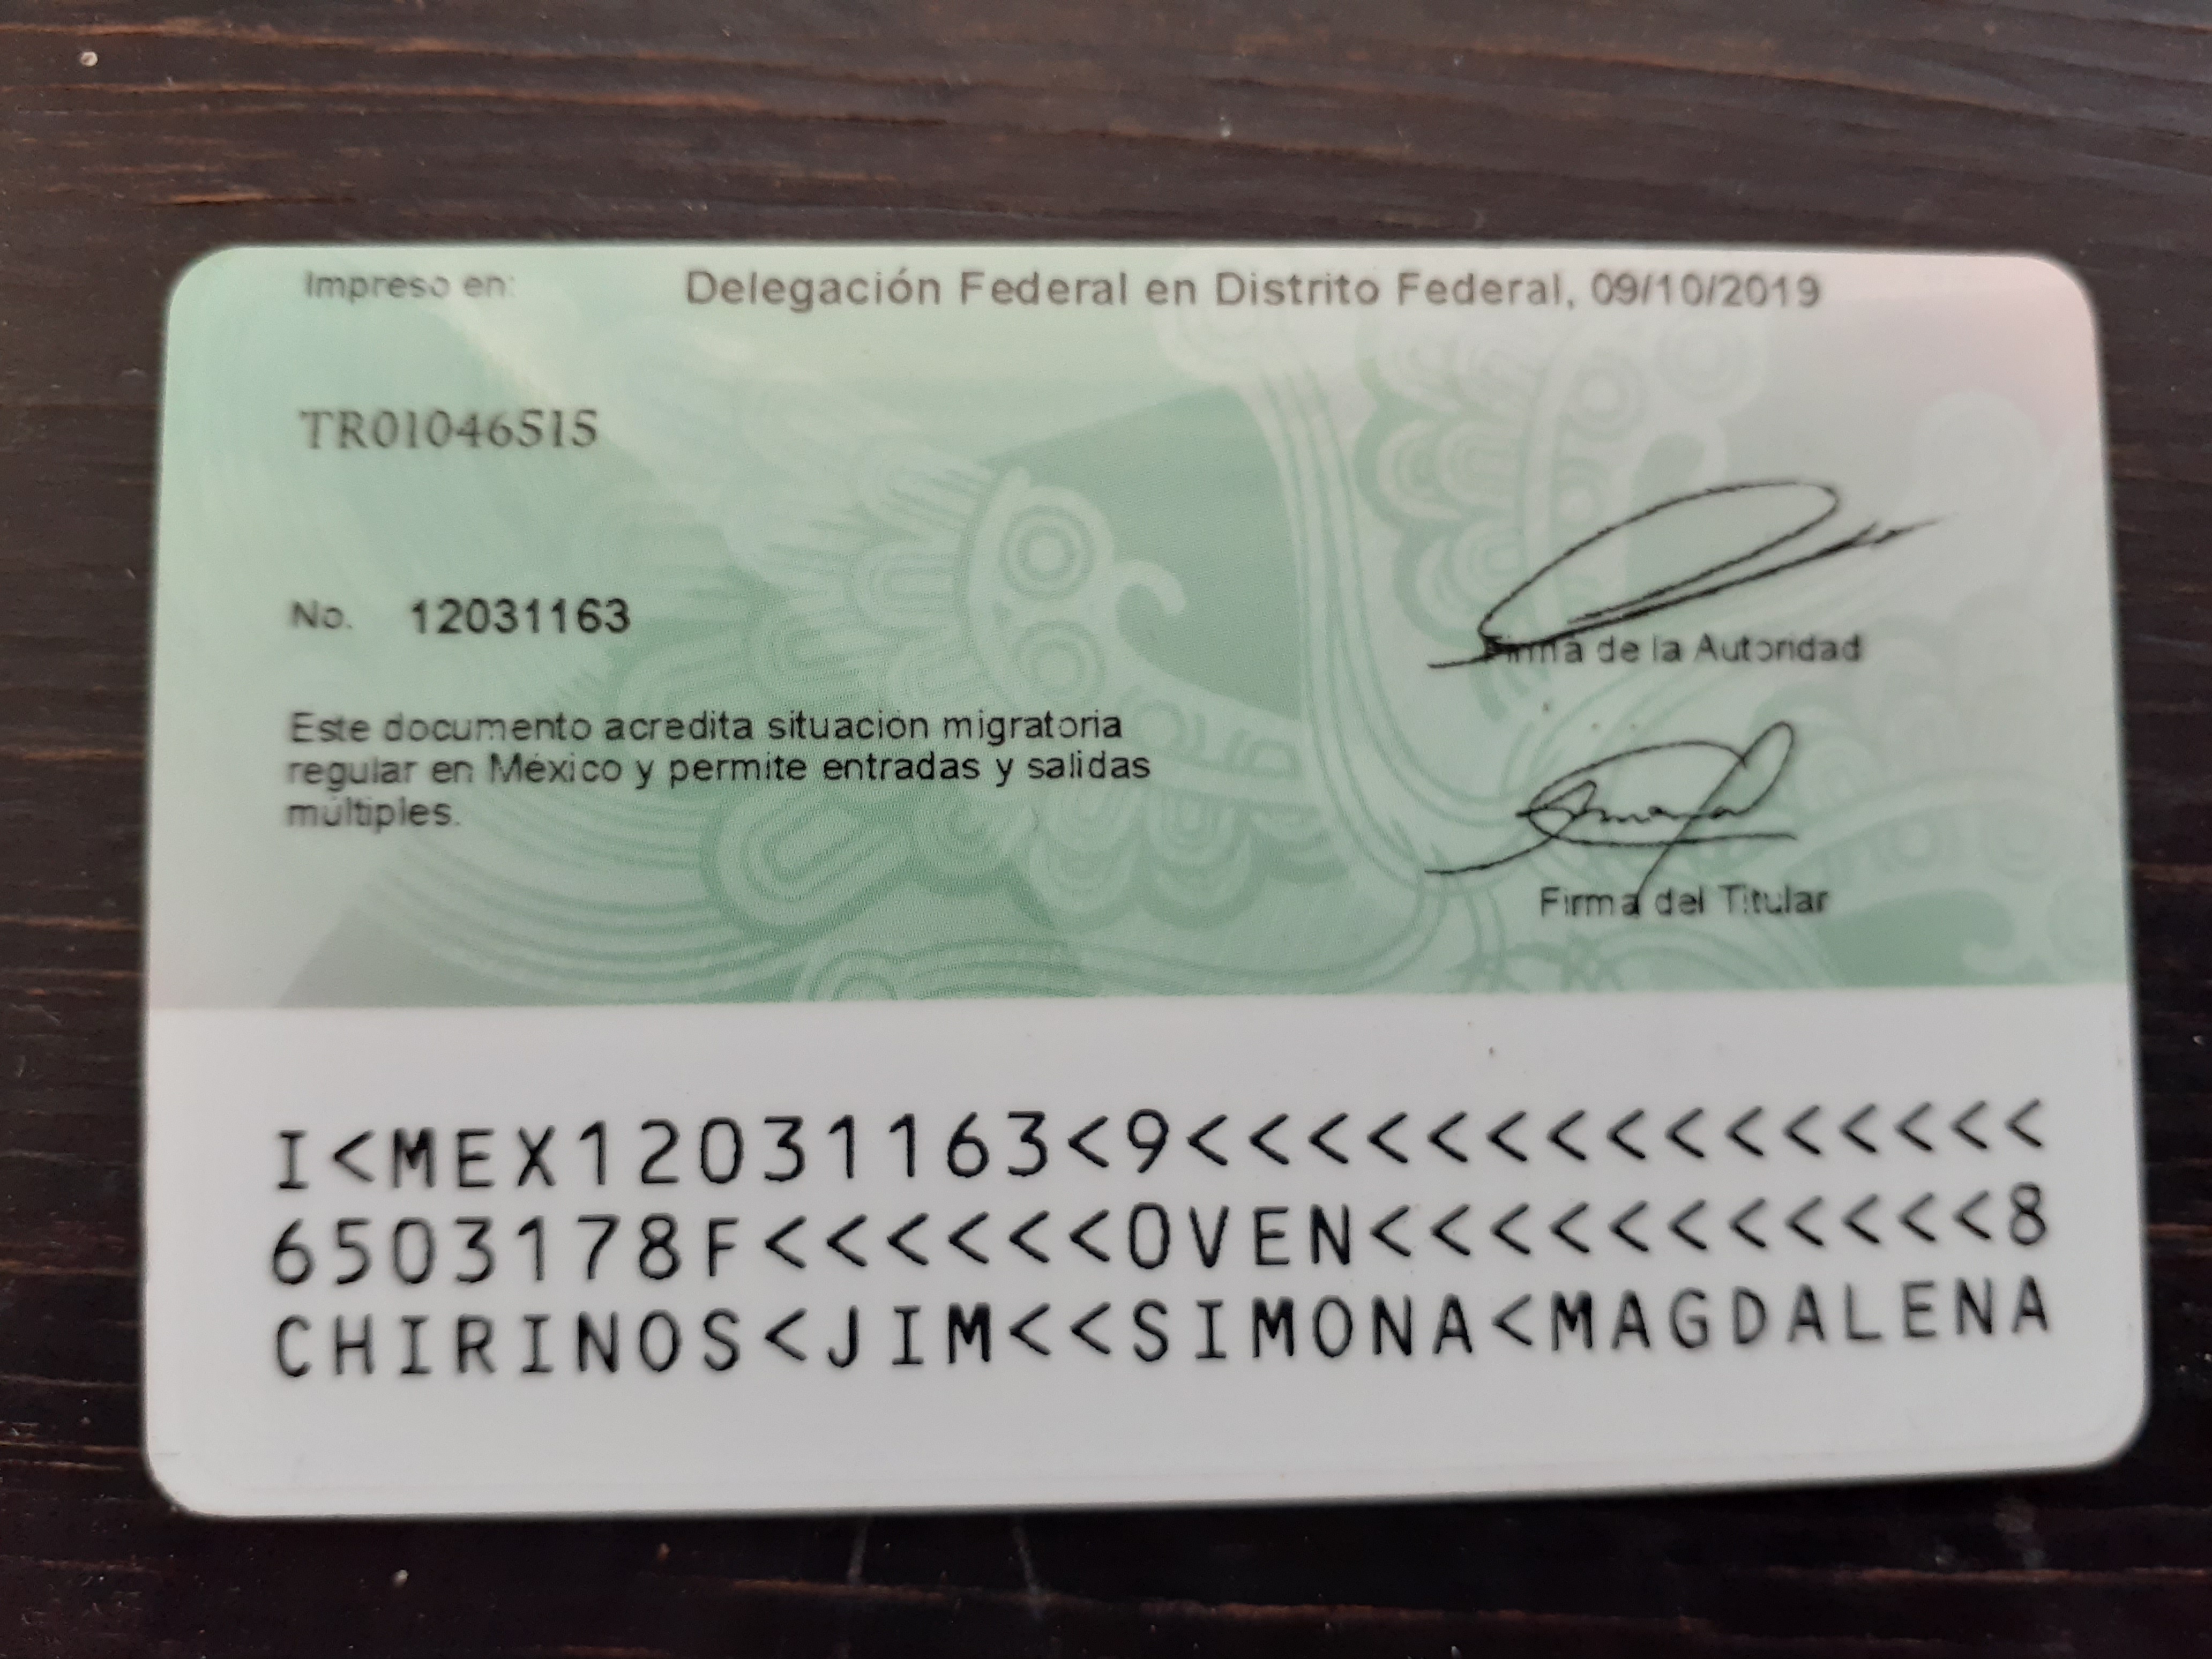 Impreso en: Delegación Federal en Distrito Federal, 09/10/2019
TR01046515
No. 12031163
Firma de la Autoridad
Este documento acredita situación migratoria
regular en México y permite entradas y salidas
múltiples.
Firma del Titular
I<MEX12031163<9<<<<<<<<<<<<<<<
6503178F<<<<<<OVEN<<<<<<<<<<<8
CHIRINOS<JIM<<SIMONA<MAGDALENA